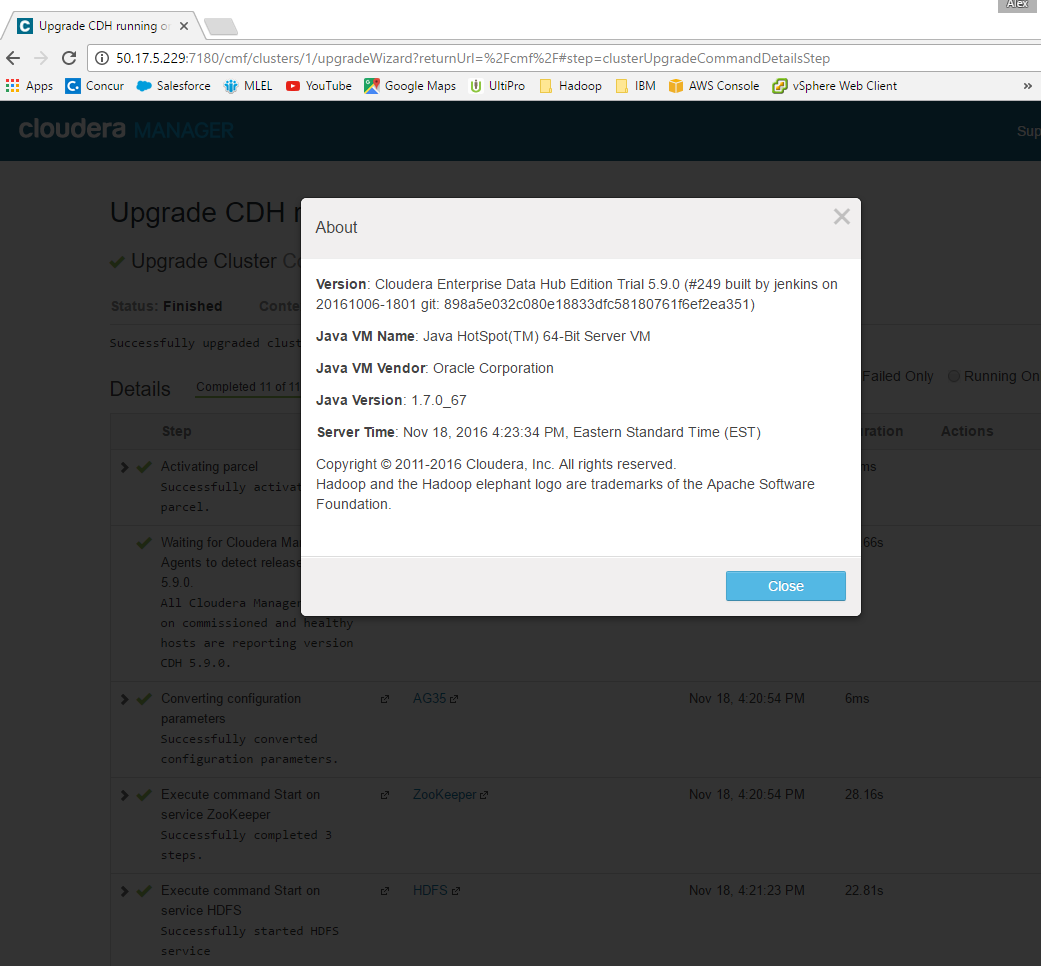 Alex
Upgrade CDH running o
50.17.5.229:7180/cmf/clusters/1/upgradeWizard?returnUrl=%2Fcmf%2F#step=clusterUpgradeCommandDetailsStep
Apps Concur Salesforce MLEL YouTube Google Maps UltiPro Hadoop IBM AWS Console vSphere Web Client »
cloudera MANAGER Sup
Upgrade CDH r
About
Upgrade Cluster Co
Version: Cloudera Enterprise Data Hub Edition Trial 5.9.0 (#249 built by jenkins on
20161006-1801 git: 898a5e032c080e18833dfc58180761f6ef2ea351)
Status: Finished Conte
Java VM Name: Java HotSpot(TM) 64-Bit Server VM
Successfully upgraded clust
Java VM Vendor: Oracle Corporation
Details Completed 11 of 11 Failed Only Running On
Java Version: 1.7.0_67
Server Time: Nov 18, 2016 4:23:34 PM, Eastern Standard Time (EST)
Step ration Actions
Copyright © 2011-2016 Cloudera, Inc. All rights reserved.
Hadoop and the Hadoop elephant logo are trademarks of the Apache Software
Foundation.
Activating parcel ms
Successfully activat
parcel.
Waiting for Cloudera Ma 66s
Agents to detect release
5.9.0.
All Cloudera Manager
on commissioned and healthy
hosts are reporting version
CDH 5.9.0.
Close
Converting configuration AG35 Nov 18, 4:20:54 PM 6ms
parameters
Successfully converted
configuration parameters.
Execute command Start on ZooKeeper Nov 18, 4:20:54 PM 28.16s
service ZooKeeper
Successfully completed 3
steps.
Execute command Start on HDFS Nov 18, 4:21:23 PM 22.81s
service HDFS
Successfully started HDFS
service